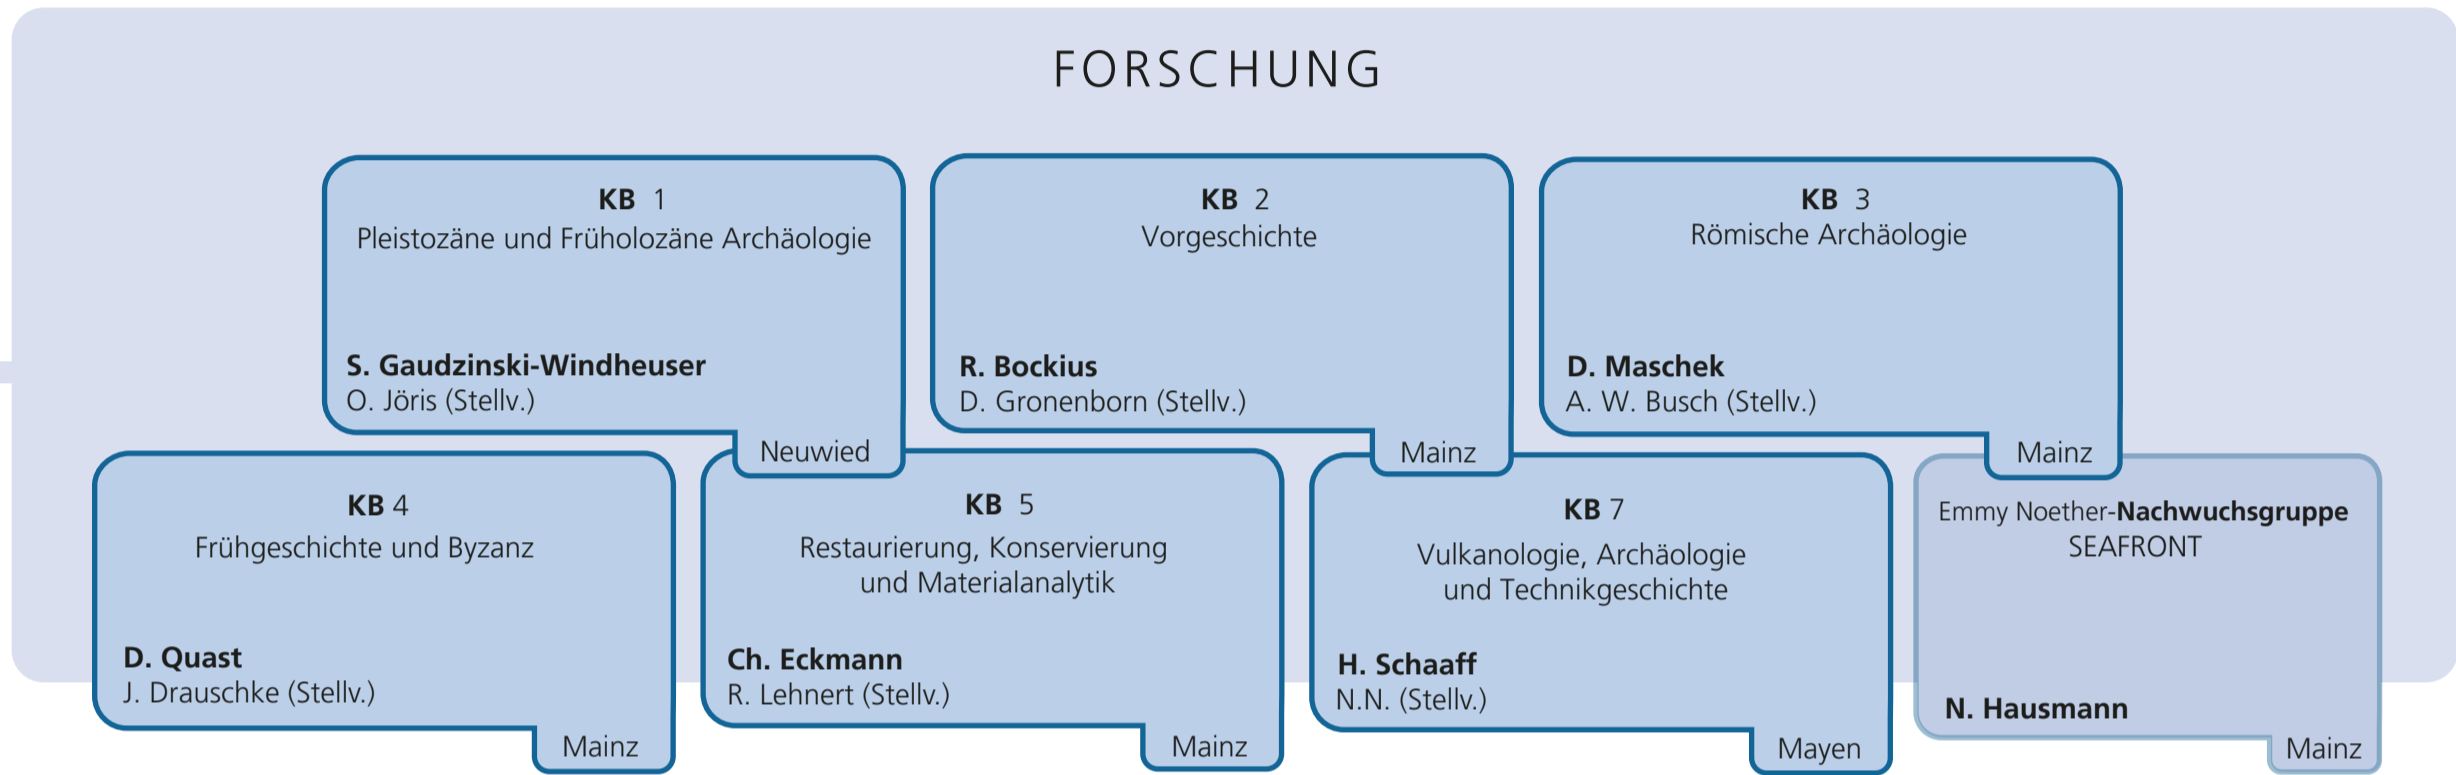 FORSCHUNG
KB 1
Pleistozäne und Früholozäne Archäologie
S. Gaudzinski-Windheuser
O. Jöris (Stellv.)
Neuwied
KB 2
Vorgeschichte
R. Bockius
D. Gronenborn (Stellv.)
Mainz
KB 3
Römische Archäologie
D. Maschek
A. W. Busch (Stellv.)
Mainz
KB 4
Frühgeschichte und Byzanz
D. Quast
J. Drauschke (Stellv.)
Mainz
KB 5
Restaurierung, Konservierung
und Materialanalytik
Ch. Eckmann
R. Lehnert (Stellv.)
Mainz
KB 7
Vulkanologie, Archäologie
und Technikgeschichte
H. Schaaff
N.N. (Stellv.)
Mayen
Emmy Noether-Nachwuchsgruppe
SEAFRONT
N. Hausmann
Mainz